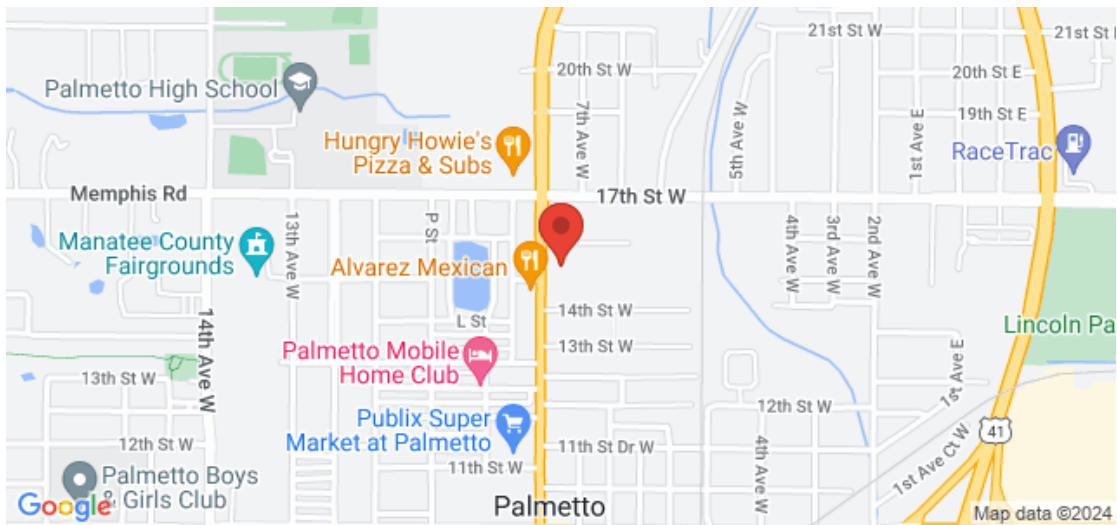 21st St W
21st St E
20th St W
20th St E
Palmetto High School
7th Ave W
5th Ave W
1st Ave E
19th St E
Hungry Howie's
Pizza & Subs
RaceTrac
Memphis Rd
17th St W
P St
13th Ave W
4th Ave W
3rd Ave W
2nd Ave W
Manatee County
Fairgrounds
Alvarez Mexican
14th Ave W
L St
14th St W
Lincoln Pa
13th St W
Palmetto Mobile
Home Club
13th St W
1st Ave E
12th St W
Publix Super
Market at Palmetto
41
12th St W
11th St Dr W
4th Ave W
1st Ave Ct W
11th St W
Palmetto Boys
& Girls Club
Palmetto
Google
Map data ©2024